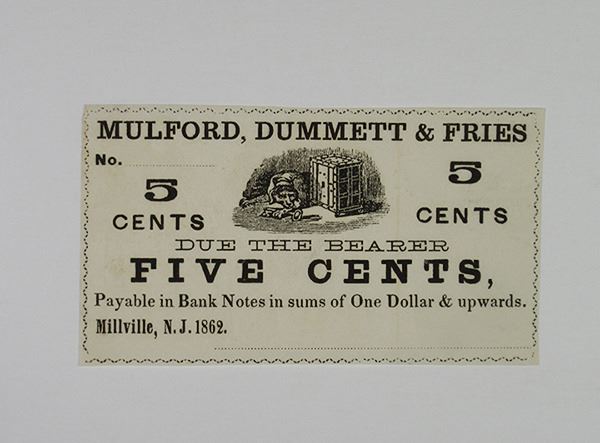 MULFORD, DUMMETT & FRIES
No.
5
CENTS
5
CENTS
DUE THE BEARER
FIVE CENTS,
Payable in Bank Notes in sums of One Dollar & upwards.
Millville, N. J. 1862.